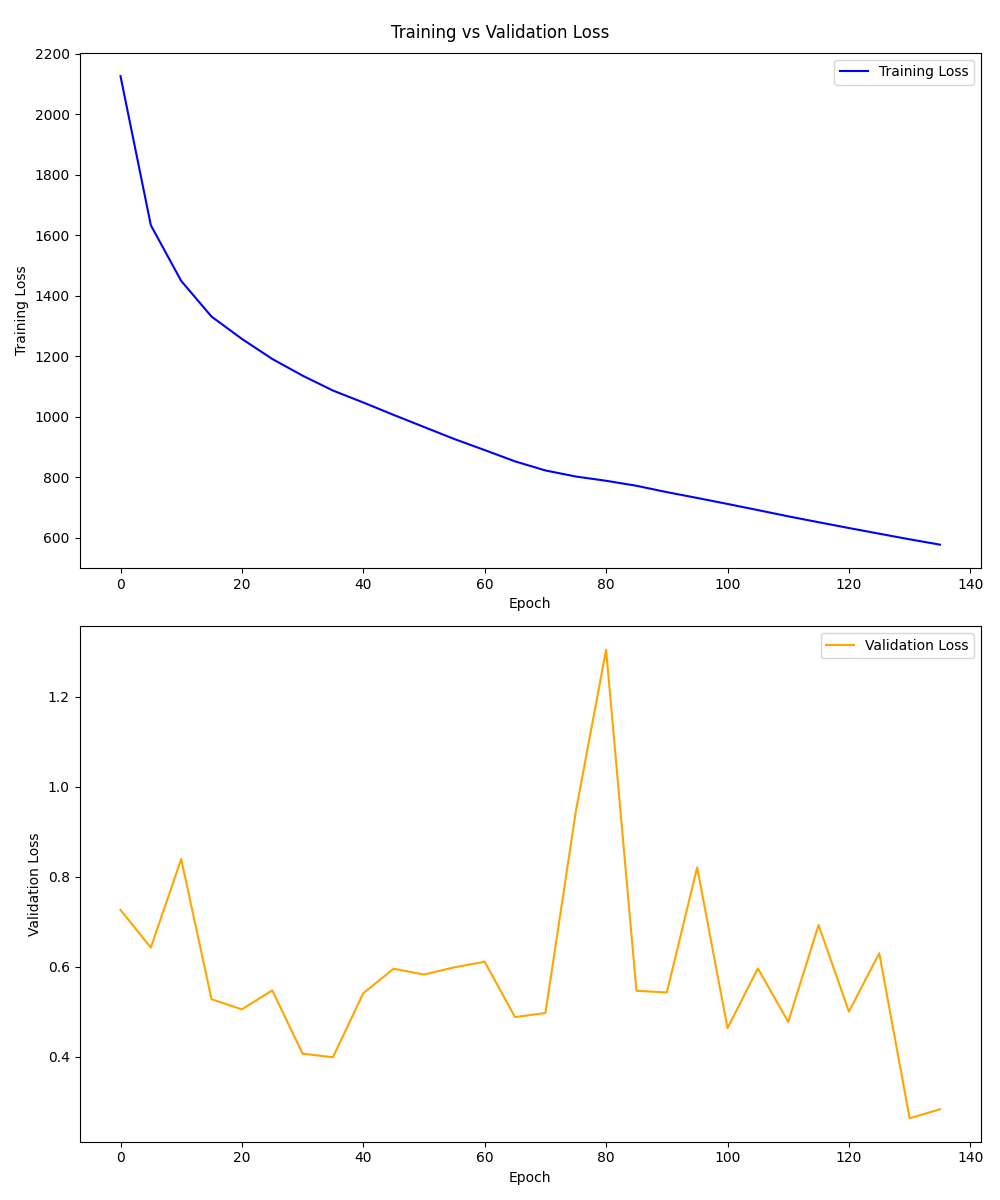 Training vs Validation Loss
2200
2000
1800
1600
1400
1200
1000
800
600
Training Loss
Training Loss
0 20 40 60 80 100 120 140
Epoch
1.2
1.0
0.8
0.6
0.4
Validation Loss
Validation Loss
0 20 40 60 80 100 120 140
Epoch